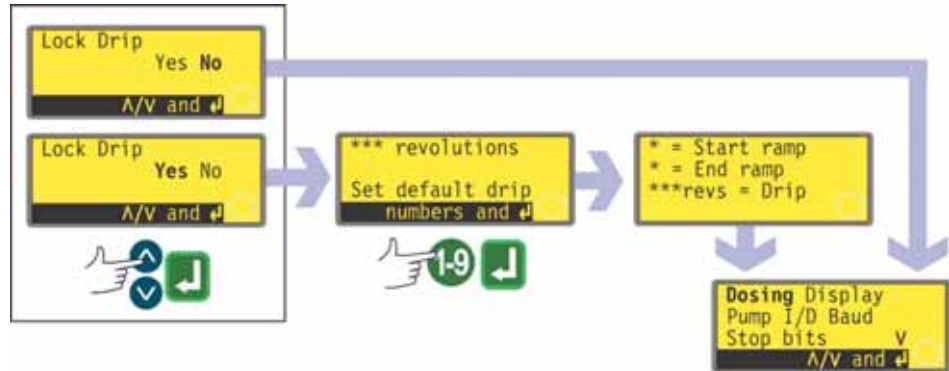 Lock Drip
Yes No
∧/∨ and ↲
Lock Drip
Yes No
∧/∨ and ↲
*** revolutions
Set default drip
numbers and ↲
1-9
* = Start ramp
* = End ramp
***revs = Drip
Dosing Display
Pump I/D Baud
Stop bits ∨
∧/∨ and ↲